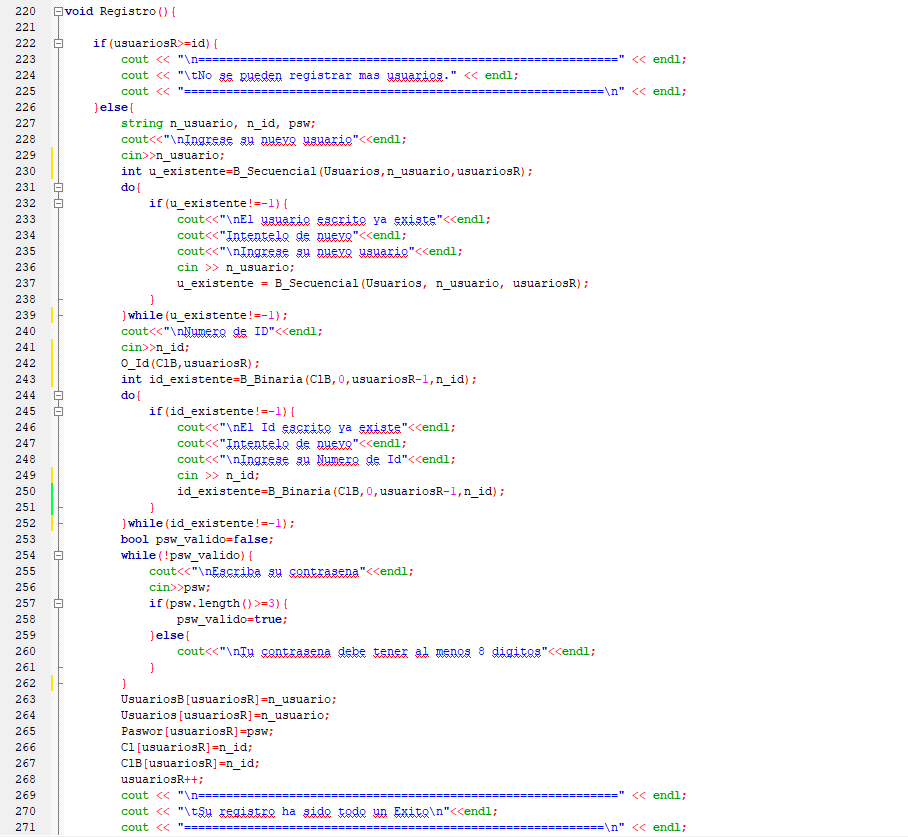 220 void Registro(){
221
222 if(usuariosR>=id){
223 cout << "\n============================================================" << endl;
224 cout << "\tNo se pueden registrar mas usuarios." << endl;
225 cout << "============================================================\n" << endl;
226 }else{
227 string n_usuario, n_id, psw;
228 cout<<"\nIngrese su nuevo usuario"<<endl;
229 cin>>n_usuario;
230 int u_existente=B_Secuencial(Usuarios,n_usuario,usuariosR);
231 do{
232 if(u_existente!=-1){
233 cout<<"\nEl usuario escrito ya existe"<<endl;
234 cout<<"Intentelo de nuevo"<<endl;
235 cout<<"\nIngrese su nuevo usuario"<<endl;
236 cin >> n_usuario;
237 u_existente = B_Secuencial(Usuarios, n_usuario, usuariosR);
238 }
239 }while(u_existente!=-1);
240 cout<<"\nNumero de ID"<<endl;
241 cin>>n_id;
242 O_Id(ClB,usuariosR);
243 int id_existente=B_Binaria(ClB,0,usuariosR-1,n_id);
244 do{
245 if(id_existente!=-1){
246 cout<<"\nEl Id escrito ya existe"<<endl;
247 cout<<"Intentelo de nuevo"<<endl;
248 cout<<"\nIngrese su Numero de Id"<<endl;
249 cin >> n_id;
250 id_existente=B_Binaria(ClB,0,usuariosR-1,n_id);
251 }
252 }while(id_existente!=-1);
253 bool psw_valido=false;
254 while(!psw_valido){
255 cout<<"\nEscriba su contrasena"<<endl;
256 cin>>psw;
257 if(psw.length()>=3){
258 psw_valido=true;
259 }else{
260 cout<<"\nTu contrasena debe tener al menos 8 digitos"<<endl;
261 }
262 }
263 UsuariosB[usuariosR]=n_usuario;
264 Usuarios[usuariosR]=n_usuario;
265 Paswor[usuariosR]=psw;
266 Cl[usuariosR]=n_id;
267 ClB[usuariosR]=n_id;
268 usuariosR++;
269 cout << "\n============================================================" << endl;
270 cout << "\tSu registro ha sido todo un Exito\n"<<endl;
271 cout << "============================================================\n" << endl;